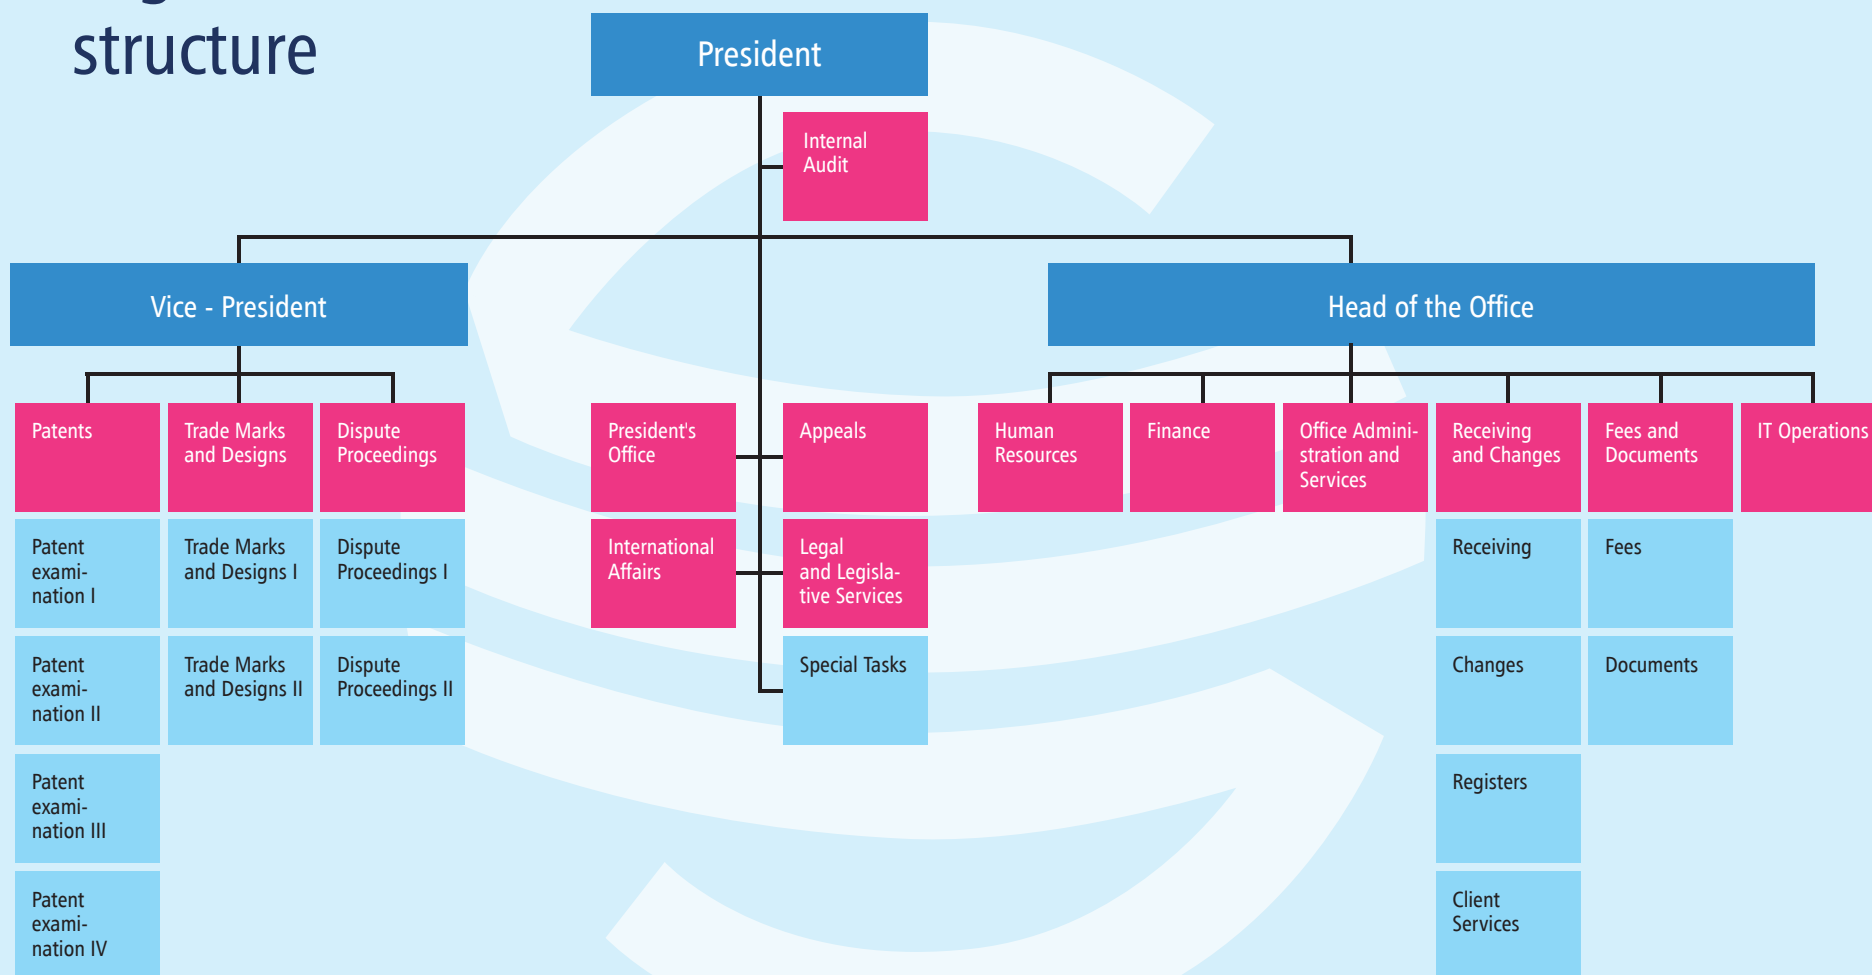 structure
President
Internal
Audit
Vice - President
Head of the Office
Patents
Trade Marks
and Designs
Dispute
Proceedings
President's
Office
Appeals
Human
Resources
Finance
Office Admini-
stration and
Services
Receiving
and Changes
Fees and
Documents
IT Operations
Patent
exami-
nation I
Trade Marks
and Designs I
Dispute
Proceedings I
International
Affairs
Legal
and Legisla-
tive Services
Receiving
Fees
Patent
exami-
nation II
Trade Marks
and Designs II
Dispute
Proceedings II
Special Tasks
Changes
Documents
Patent
exami-
nation III
Registers
Patent
exami-
nation IV
Client
Services